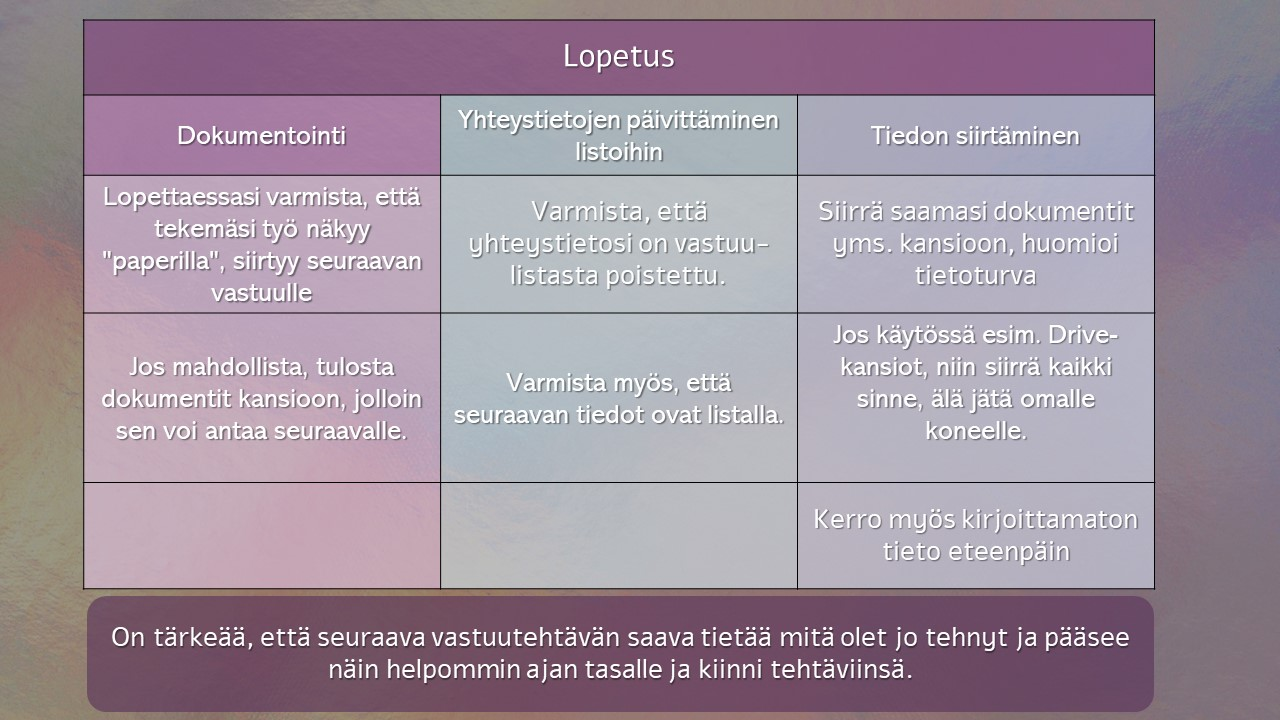 Lopetus
Dokumentointi
Yhteystietojen päivittäminen
listoihin
Tiedon siirtäminen
Lopettaessasi varmista, että
tekemäsi työ näkyy
"paperilla", siirtyy seuraavan
vastuulle
Varmista, että
yhteystietosi on vastuu-
listasta poistettu.
Siirrä saamasi dokumentit
yms. kansioon, huomioi
tietoturva
Jos mahdollista, tulosta
dokumentit kansioon, jolloin
sen voi antaa seuraavalle.
Varmista myös, että
seuraavan tiedot ovat listalla.
Jos käytössä esim. Drive-
kansiot, niin siirrä kaikki
sinne, älä jätä omalle
koneelle.
Kerro myös kirjoittamaton
tieto eteenpäin
On tärkeää, että seuraava vastuutehtävän saava tietää mitä olet jo tehnyt ja pääsee
näin helpommin ajan tasalle ja kiinni tehtäviinsä.